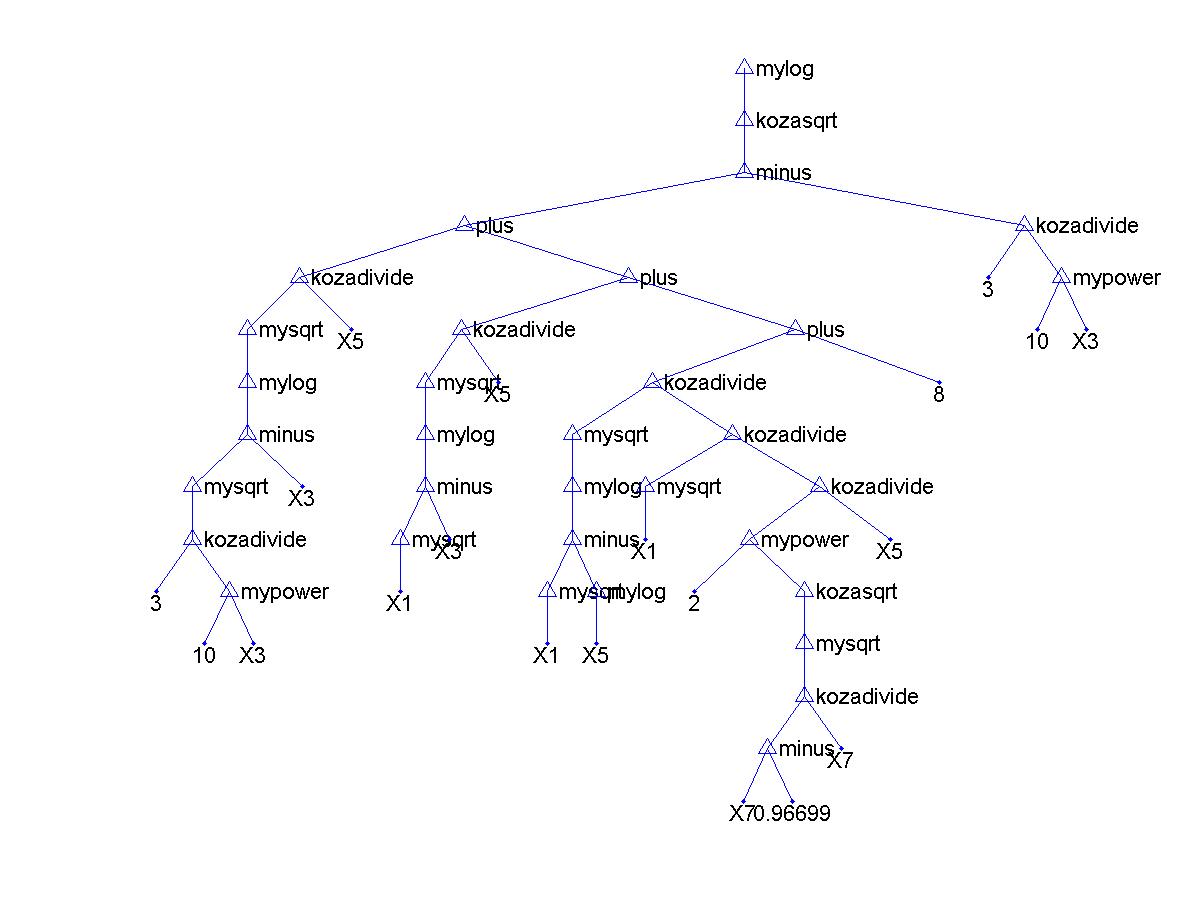 mylog
kozasqrt
minus
plus kozadivide
kozadivide plus 3 mypower
mysqrt X5 kozadivide plus 10 X3
mylog mysqrt X5 kozadivide 8
minus mylog mysqrt kozadivide
mysqrt X3 minus mylog mysqrt kozadivide
kozadivide mysqrt X3 minus X1 mypower X5
3 mypower X1 mysqrt mylog 2 kozasqrt
10 X3 X1 X5 mysqrt
kozadivide
minus X7
X7 0.96699